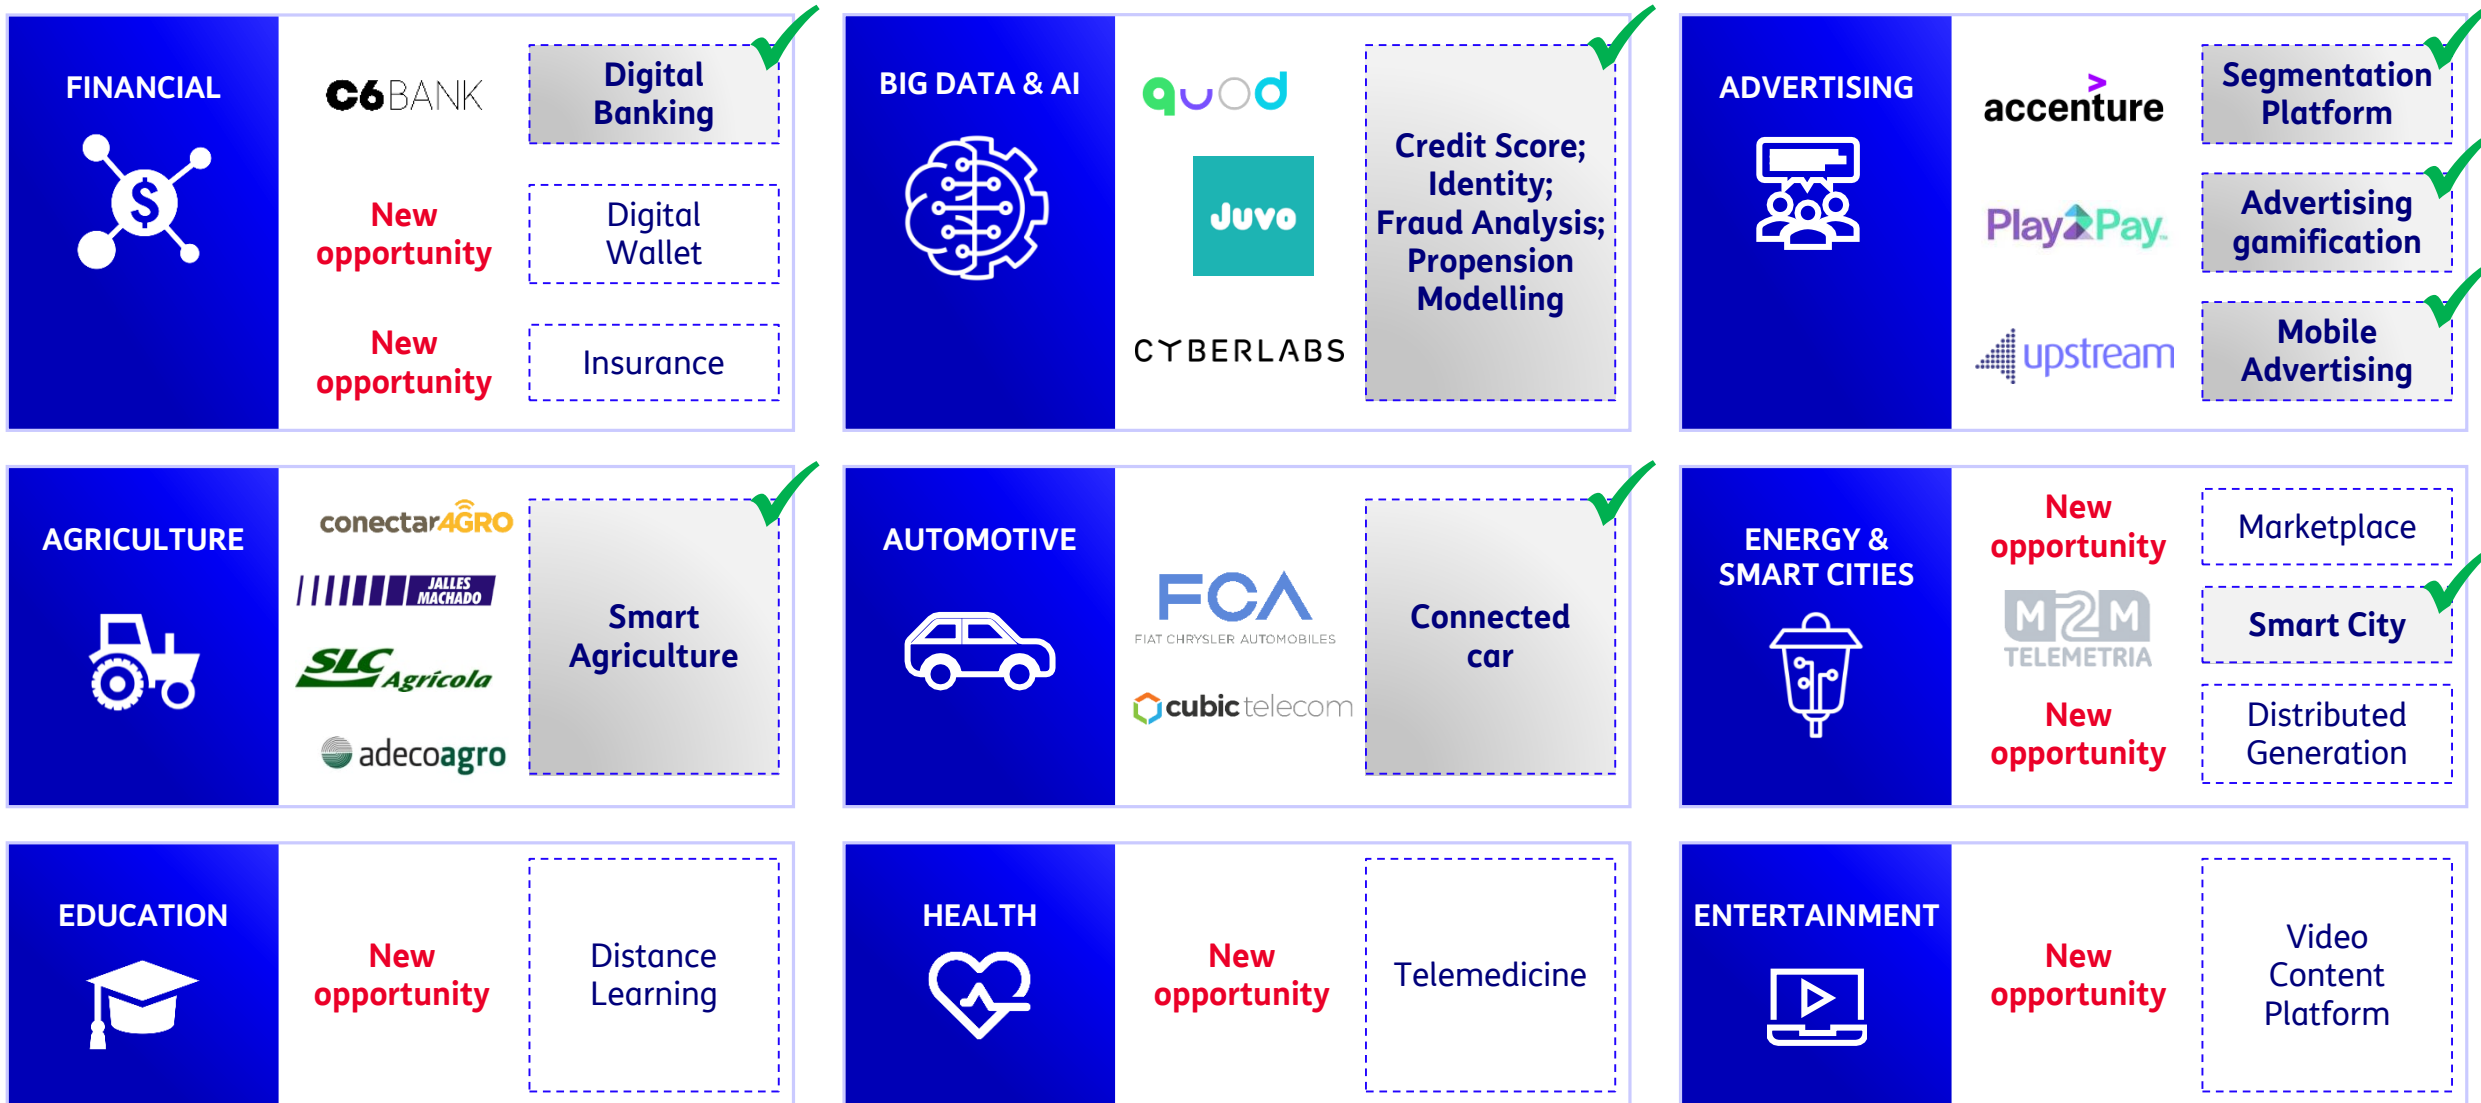 FINANCIAL
C6BANK
Digital
Banking
New
opportunity
Digital
Wallet
New
opportunity
Insurance
BIG DATA & AI
quod
Juvo
CYBERLABS
Credit Score;
Identity;
Fraud Analysis;
Propension
Modelling
ADVERTISING
accenture
Segmentation
Platform
Play2Pay™
Advertising
gamification
upstream
Mobile
Advertising
AGRICULTURE
conectarAGRO
JALLES
MACHADO
SLC
Agrícola
adecoagro
Smart
Agriculture
AUTOMOTIVE
FCA
FIAT CHRYSLER AUTOMOBILES
cubic telecom
Connected
car
ENERGY &
SMART CITIES
New
opportunity
Marketplace
M2M
TELEMETRIA
Smart City
New
opportunity
Distributed
Generation
EDUCATION
New
opportunity
Distance
Learning
HEALTH
New
opportunity
Telemedicine
ENTERTAINMENT
New
opportunity
Video
Content
Platform